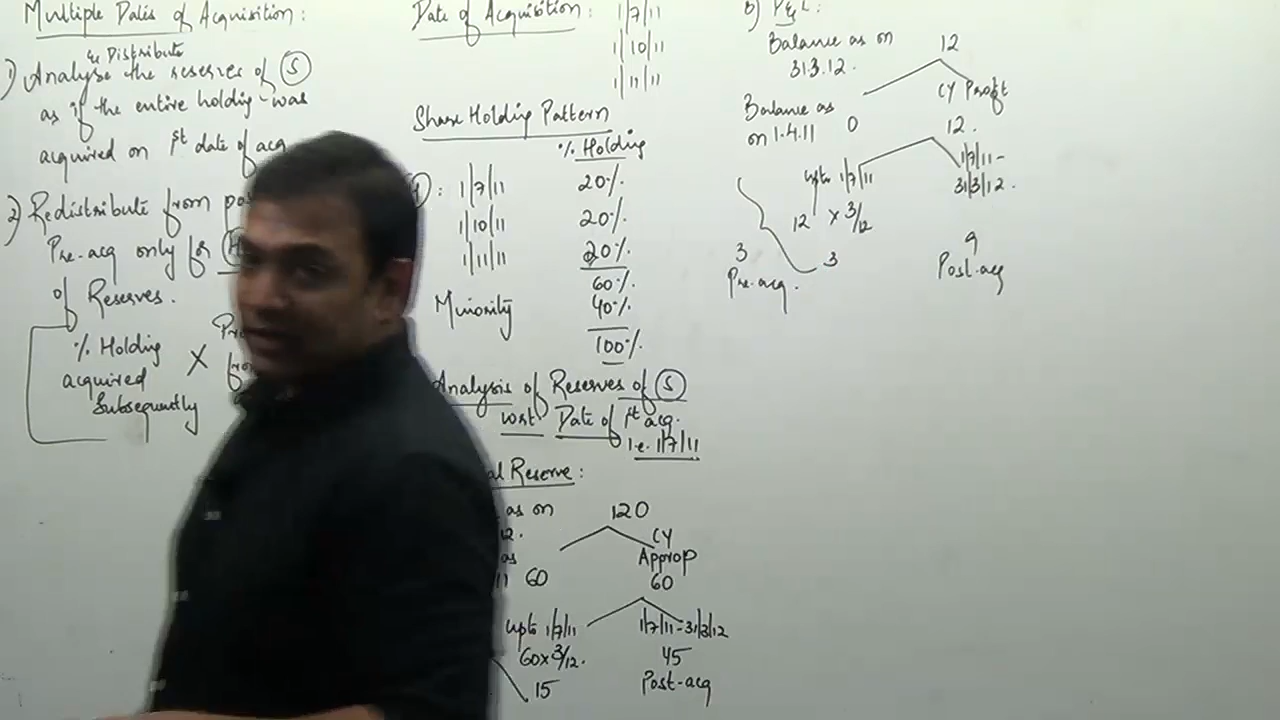 Multiple Dates of Acquisition:
& Distribute
1) Analyse the reserves of (S)
as if the entire holding was
acquired on 1st date of acq
2) Redistribute from
Pre-acq only for
of Reserves.
% Holding
acquired
Subsequently
X
Date of Acquisition: 1/7/11
1/10/11
1/11/11
Share Holding Pattern
% Holding
: 1/7/11 20%
1/10/11 20%
1/11/11 20%
60%
Minority 40%
100%
Analysis of Reserves of (S)
wrt Date of 1st acq.
i.e. 1/7/11
Reserve:
as on 120
CY
Approp
60 60
upto 1/7/11 1/7/11-31/3/12
60 x 3/12. 45
15 Post-acq
b) P&L:
Balance as on 12
31.3.12.
CY Profit
Balance as
on 1.4.11 0 12.
upto 1/7/11 1/7/11-
31/3/12.
12 x 3/12
3 3 9
Pre-acq. Post-acq